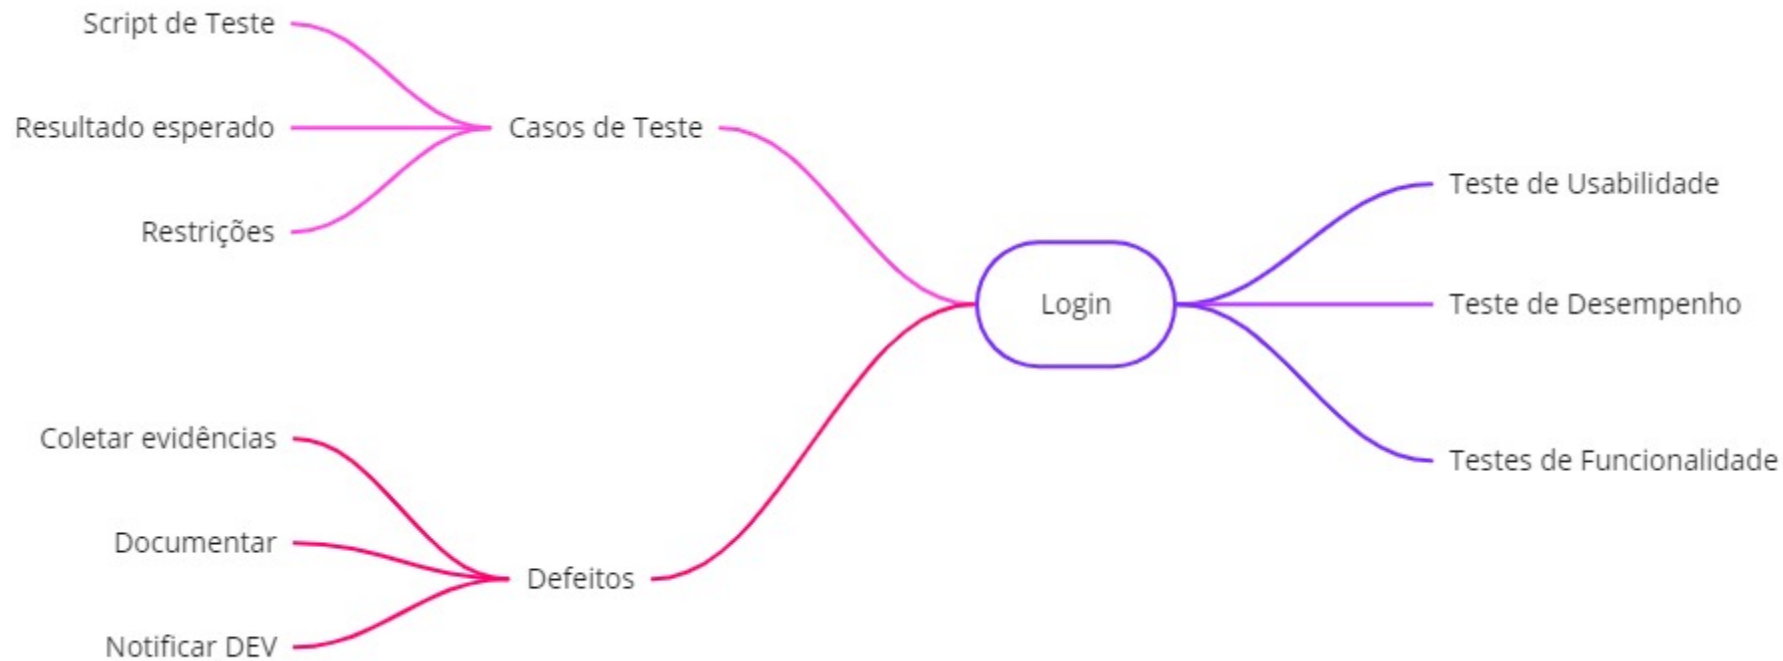 Script de Teste
Resultado esperado
Restrições
Casos de Teste
Coletar evidências
Documentar
Notificar DEV
Defeitos
Login
Teste de Usabilidade
Teste de Desempenho
Testes de Funcionalidade